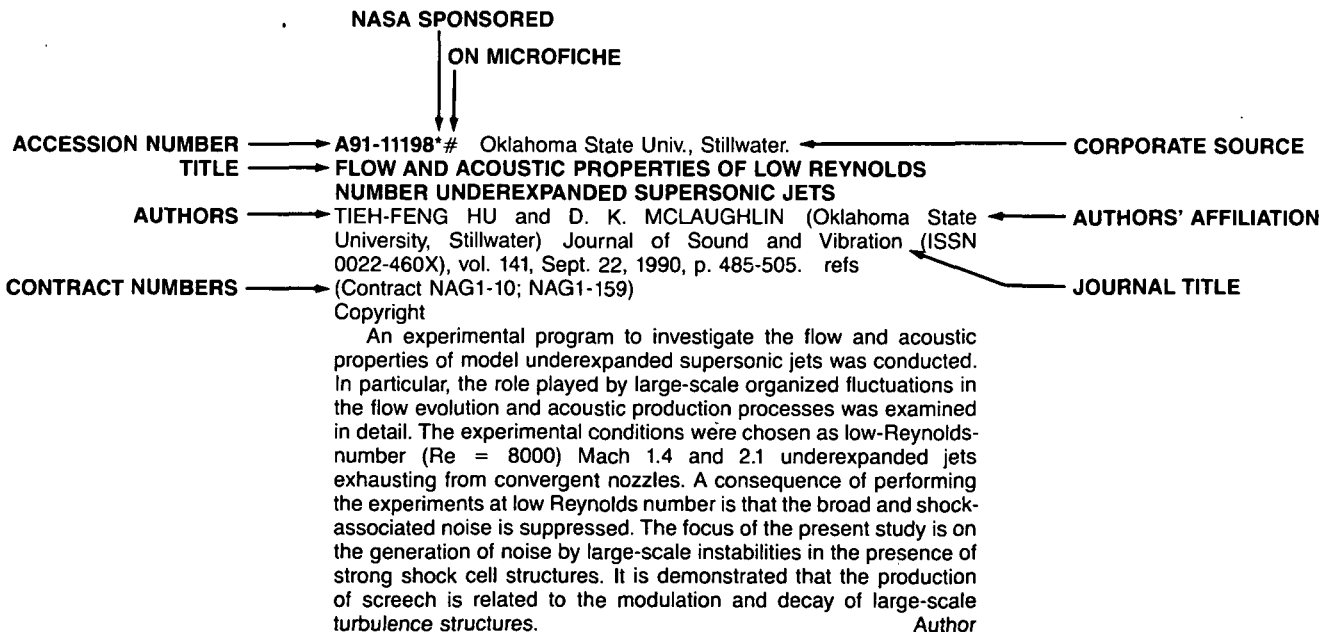 NASA SPONSORED
ON MICROFICHE
ACCESSION NUMBER A91-11198*# Oklahoma State Univ., Stillwater. CORPORATE SOURCE
TITLE FLOW AND ACOUSTIC PROPERTIES OF LOW REYNOLDS
NUMBER UNDEREXPANDED SUPERSONIC JETS
AUTHORS TIEH-FENG HU and D. K. MCLAUGHLIN (Oklahoma State AUTHORS' AFFILIATION
University, Stillwater) Journal of Sound and Vibration (ISSN
0022-460X), vol. 141, Sept. 22, 1990, p. 485-505. refs
CONTRACT NUMBERS (Contract NAG1-10; NAG1-159) JOURNAL TITLE
Copyright
An experimental program to investigate the flow and acoustic
properties of model underexpanded supersonic jets was conducted.
In particular, the role played by large-scale organized fluctuations in
the flow evolution and acoustic production processes was examined
in detail. The experimental conditions were chosen as low-Reynolds-
number (Re = 8000) Mach 1.4 and 2.1 underexpanded jets
exhausting from convergent nozzles. A consequence of performing
the experiments at low Reynolds number is that the broad and shock-
associated noise is suppressed. The focus of the present study is on
the generation of noise by large-scale instabilities in the presence of
strong shock cell structures. It is demonstrated that the production
of screech is related to the modulation and decay of large-scale
turbulence structures. Author